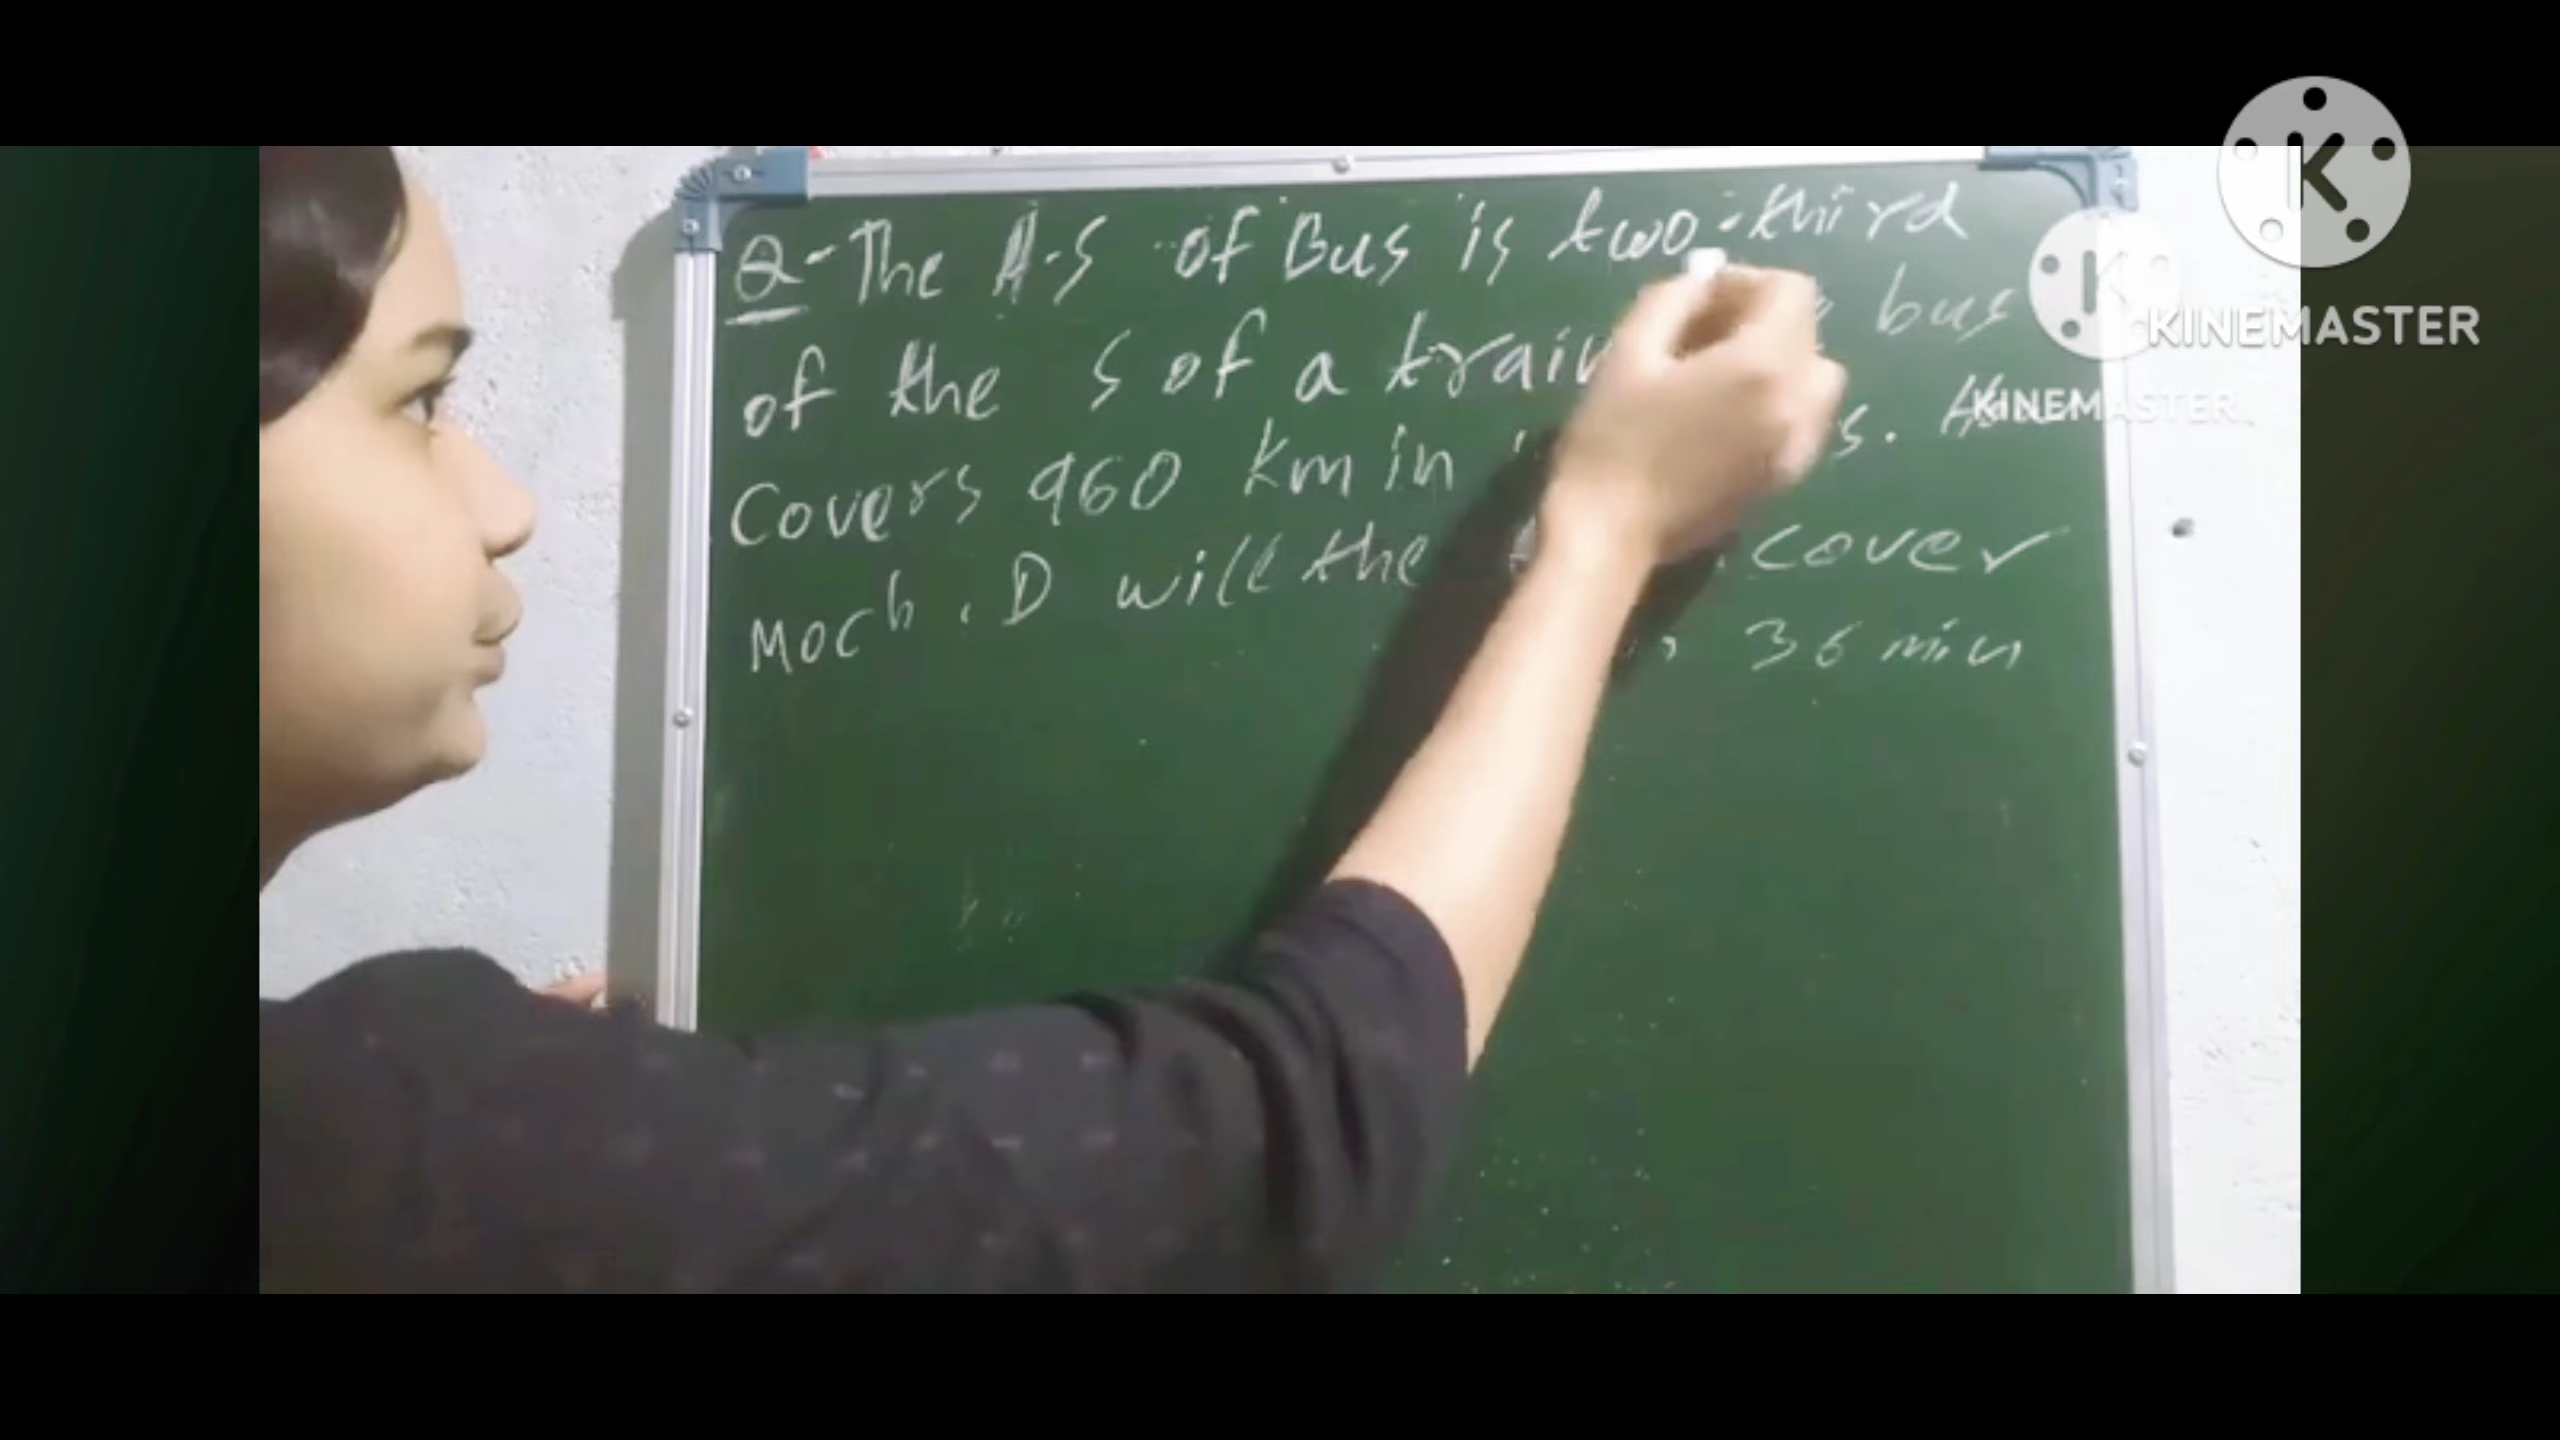 Q-The A-S of Bus is two-third
of the S of a train bus
Covers 960 Km in s.
Moch. D will the cover
36 min
K
KINEMASTER
K
KINEMASTER